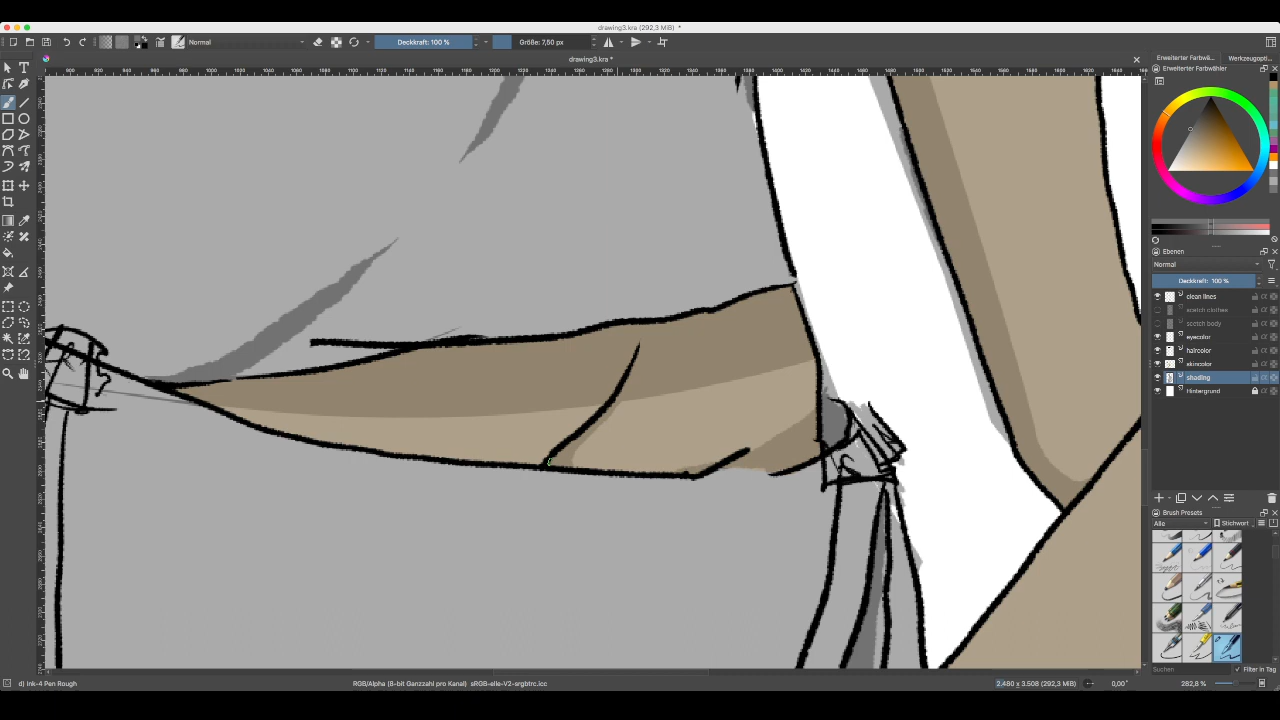 drawing3.kra (292,3 MiB) *
Normal
Deckkraft: 100 %
Größe: 7,50 px
drawing3.kra (292,3 MiB) *
Erweiterter Farbwä...
Werkzeugopti...
Erweiterter Farbwähler
Ebenen
Normal
Deckkraft: 100 %
clean lines
scetch clothes
scetch body
eyecolor
haircolor
skincolor
shading
Hintergrund
Brush Presets
Alle
Stichwort
Suchen
Filter in Tag
d) Ink-4 Pen Rough
RGB/Alpha (8-bit Ganzzahl pro Kanal) sRGB-elle-V2-srgbtrc.icc
2.480 x 3.508 (292,3 MiB)
0,00°
282,8 %